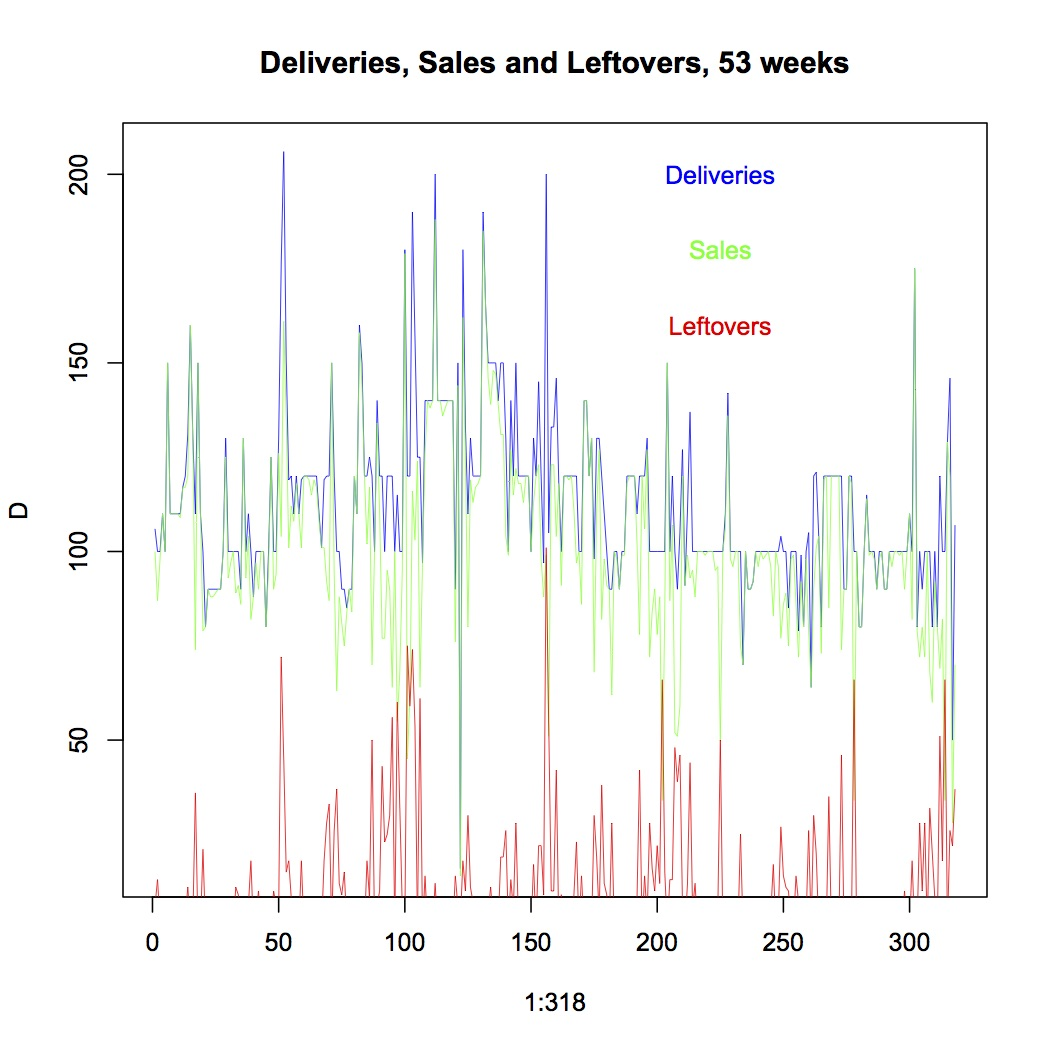 Deliveries, Sales and Leftovers, 53 weeks
200
150
100
50
D
Deliveries
Sales
Leftovers
0 50 100 150 200 250 300
1:318